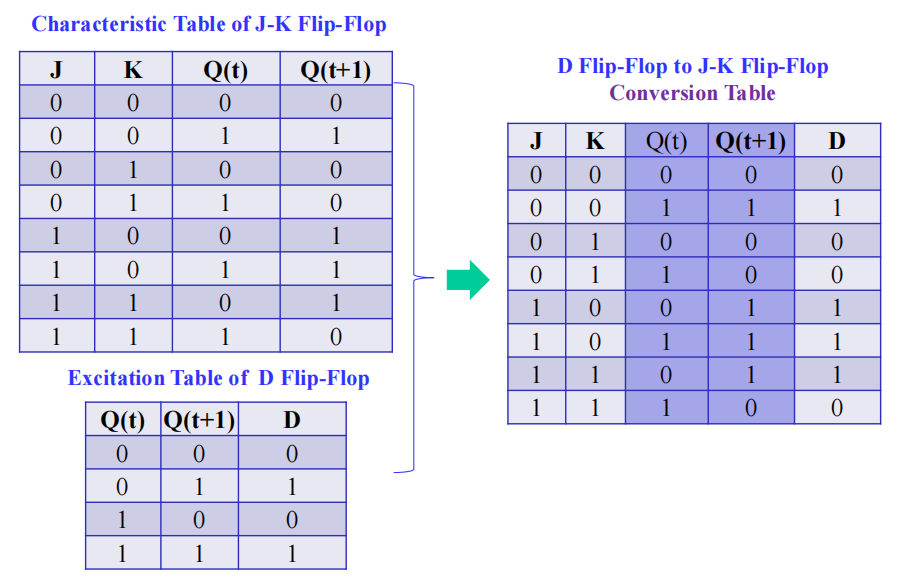 Characteristic Table of J-K Flip-Flop
J K Q(t) Q(t+1)
0 0 0 0
0 0 1 1
0 1 0 0
0 1 1 0
1 0 0 1
1 0 1 1
1 1 0 1
1 1 1 0
Excitation Table of D Flip-Flop
Q(t) Q(t+1) D
0 0 0
0 1 1
1 0 0
1 1 1
D Flip-Flop to J-K Flip-Flop
Conversion Table
J K Q(t) Q(t+1) D
0 0 0 0 0
0 0 1 1 1
0 1 0 0 0
0 1 1 0 0
1 0 0 1 1
1 0 1 1 1
1 1 0 1 1
1 1 1 0 0